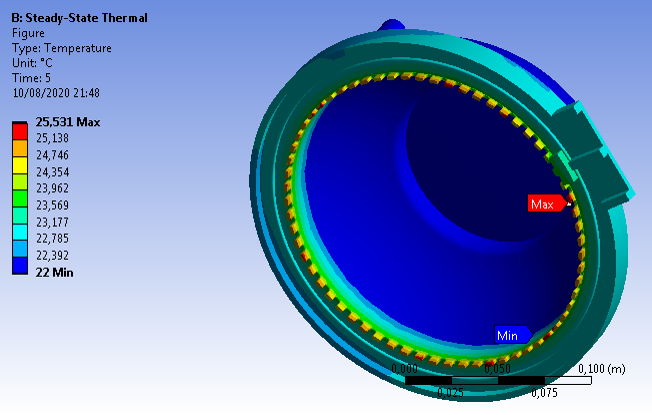 B: Steady-State Thermal
Figure
Type: Temperature
Unit: °C
Time: 5
10/08/2020 21:48
25,531 Max
25,138
24,746
24,354
23,962
23,569
23,177
22,785
22,392
22 Min
Max
Min
0,000 0,050 0,100 (m)
0,025 0,075